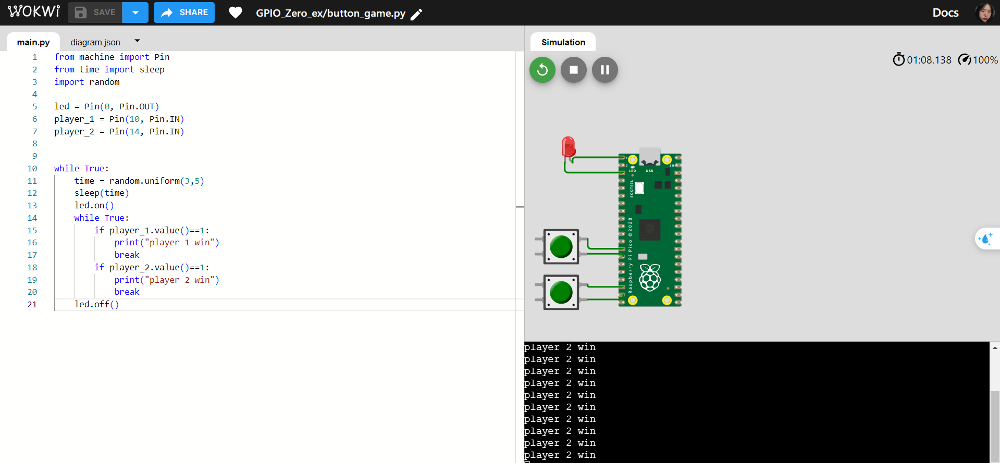 WOKWi SAVE SHARE GPIO_Zero_ex/button_game.py Docs
main.py diagram.json
1 from machine import Pin
2 from time import sleep
3 import random
4
5 led = Pin(0, Pin.OUT)
6 player_1 = Pin(10, Pin.IN)
7 player_2 = Pin(14, Pin.IN)
8
9
10 while True:
11 time = random.uniform(3,5)
12 sleep(time)
13 led.on()
14 while True:
15 if player_1.value()==1:
16 print("player 1 win")
17 break
18 if player_2.value()==1:
19 print("player 2 win")
20 break
21 led.off()
Simulation
01:08.138 100%
1
2 39
LED USB
BOOTSEL
Raspberry Pi Pico ©2020
player 2 win
player 2 win
player 2 win
player 2 win
player 2 win
player 2 win
player 2 win
player 2 win
player 2 win
player 2 win